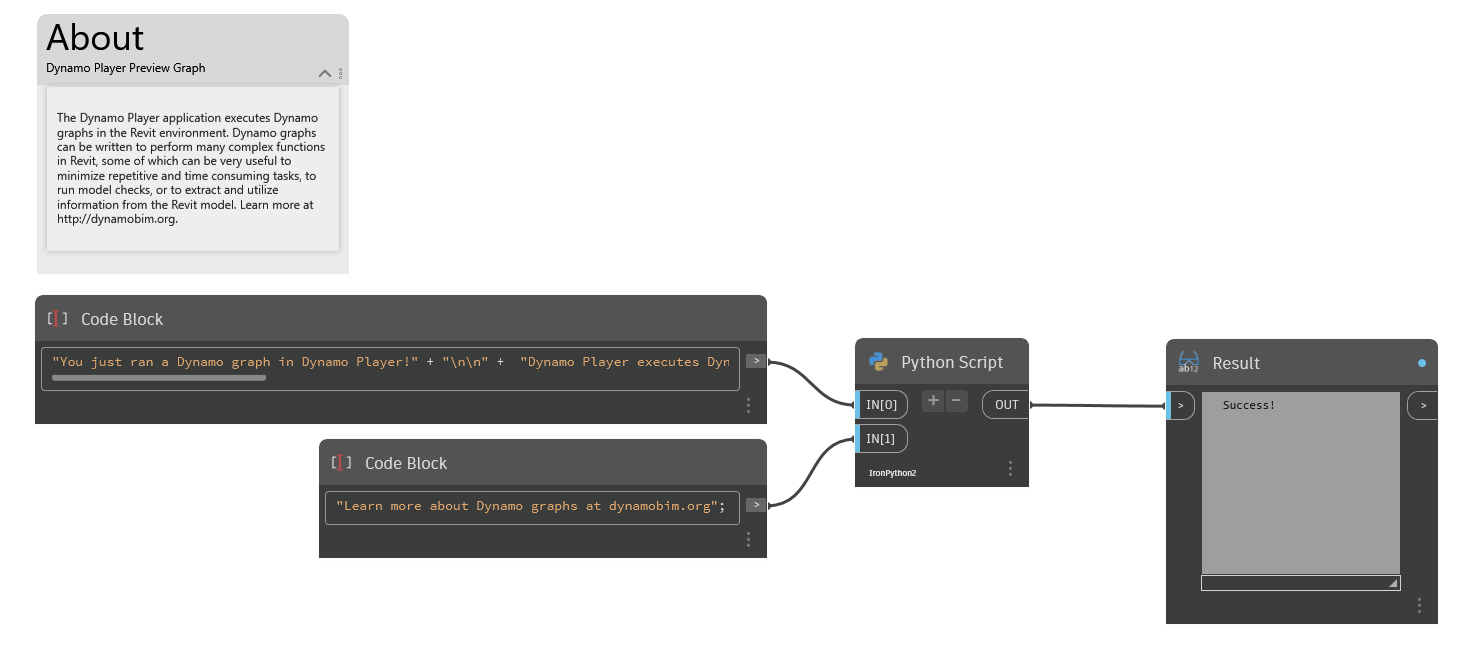 About
Dynamo Player Preview Graph
The Dynamo Player application executes Dynamo
graphs in the Revit environment. Dynamo graphs
can be written to perform many complex functions
in Revit, some of which can be very useful to
minimize repetitive and time consuming tasks, to
run model checks, or to extract and utilize
information from the Revit model. Learn more at
http://dynamobim.org.
Code Block
"You just ran a Dynamo graph in Dynamo Player!" + "\n\n" +  "Dynamo Player executes Dyn
>
Code Block
"Learn more about Dynamo graphs at dynamobim.org";
>
Python Script
IN[0] + − OUT
IN[1]
IronPython2
ab12 Result
> Success! >